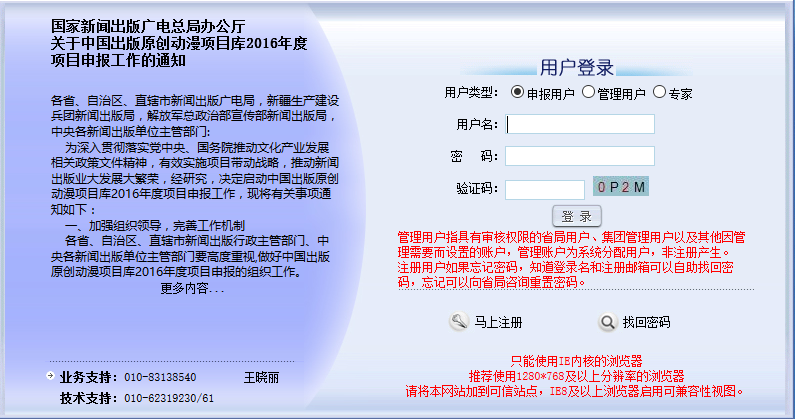 国家新闻出版广电总局办公厅
关于中国出版原创动漫项目库2016年度
项目申报工作的通知
各省、自治区、直辖市新闻出版广电局，新疆生产建设
兵团新闻出版局，解放军总政治部宣传部新闻出版局，
中央各新闻出版单位主管部门:
为深入贯彻落实党中央、国务院推动文化产业发展
相关政策文件精神，有效实施项目带动战略，推动新闻
出版业大发展大繁荣，经研究，决定启动中国出版原创
动漫项目库2016年度项目申报工作，现将有关事项通
知如下：
一、加强组织领导，完善工作机制
各省、自治区、直辖市新闻出版行政主管部门、中
央各新闻出版单位主管部门要高度重视,做好中国出版
原创动漫项目库2016年度项目申报的组织工作。
更多内容...
业务支持：010-83138540 王晓丽
技术支持：010-62319230/61
用户登录
用户类型： 申报用户 管理用户 专家
用户名：
密 码：
验证码： 0P2M
登 录
管理用户指具有审核权限的省局用户、集团管理用户以及其他因管
理需要而设置的账户，管理账户为系统分配用户，非注册产生。
注册用户如果忘记密码，知道登录名和注册邮箱可以自助找回密
码，忘记可以向省局咨询重置密码。
马上注册 找回密码
只能使用IE内核的浏览器
推荐使用1280*768及以上分辨率的浏览器
请将本网站加到可信站点，IE8及以上浏览器启用可兼容性视图。